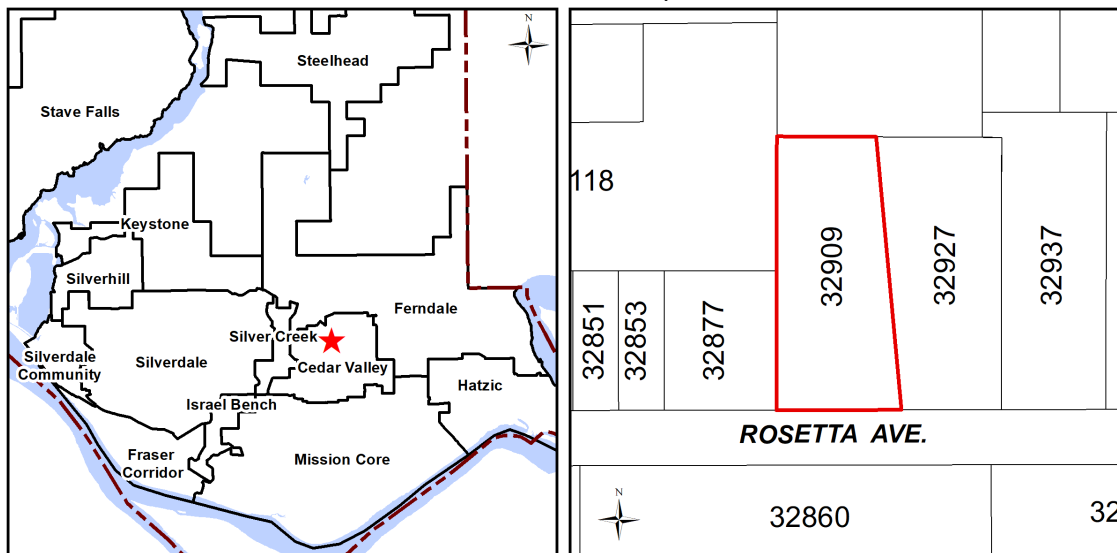 N
Steelhead
Stave Falls
Keystone
Silverhill
Ferndale
Silver Creek
Silverdale
Community
Silverdale
Cedar Valley
Hatzic
Israel Bench
Fraser
Corridor
Mission Core
118
32909
32927
32937
32851
32853
32877
ROSETTA AVE.
N
32860
32